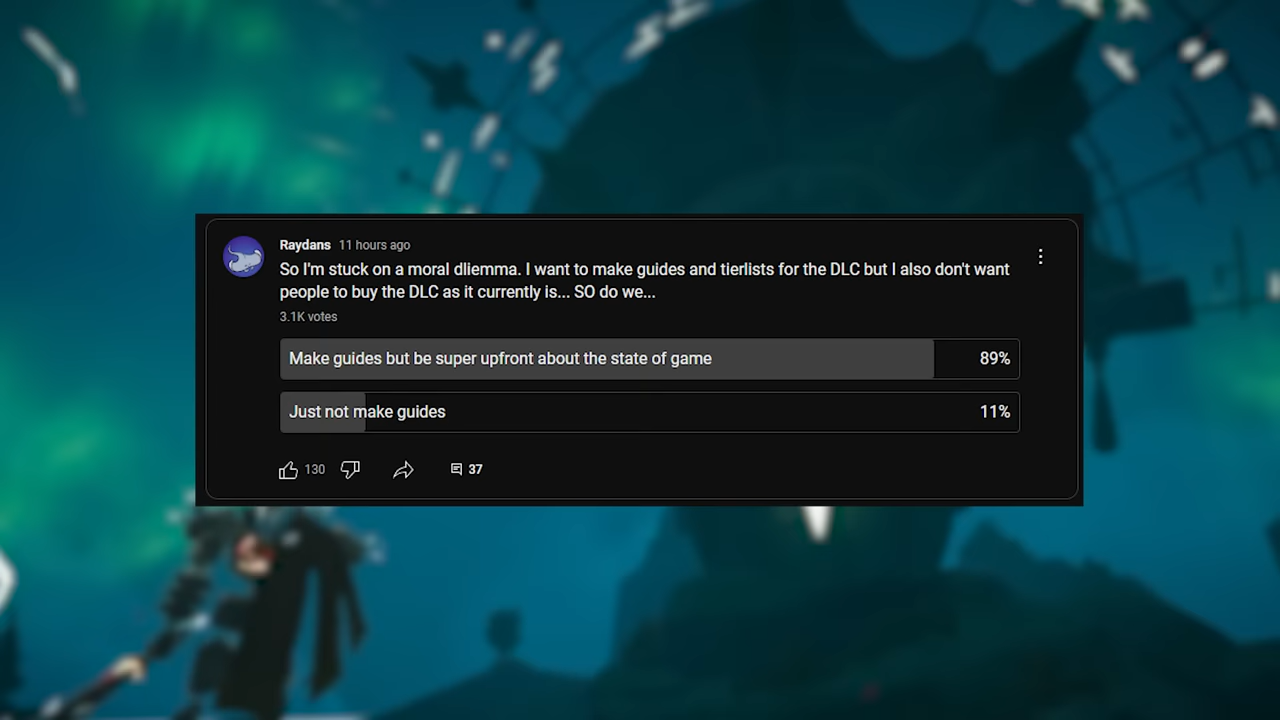 Raydans 11 hours ago
So I'm stuck on a moral dliemma. I want to make guides and tierlists for the DLC but I also don't want
people to buy the DLC as it currently is... SO do we...
3.1K votes
Make guides but be super upfront about the state of game 89%
Just not make guides 11%
130 37